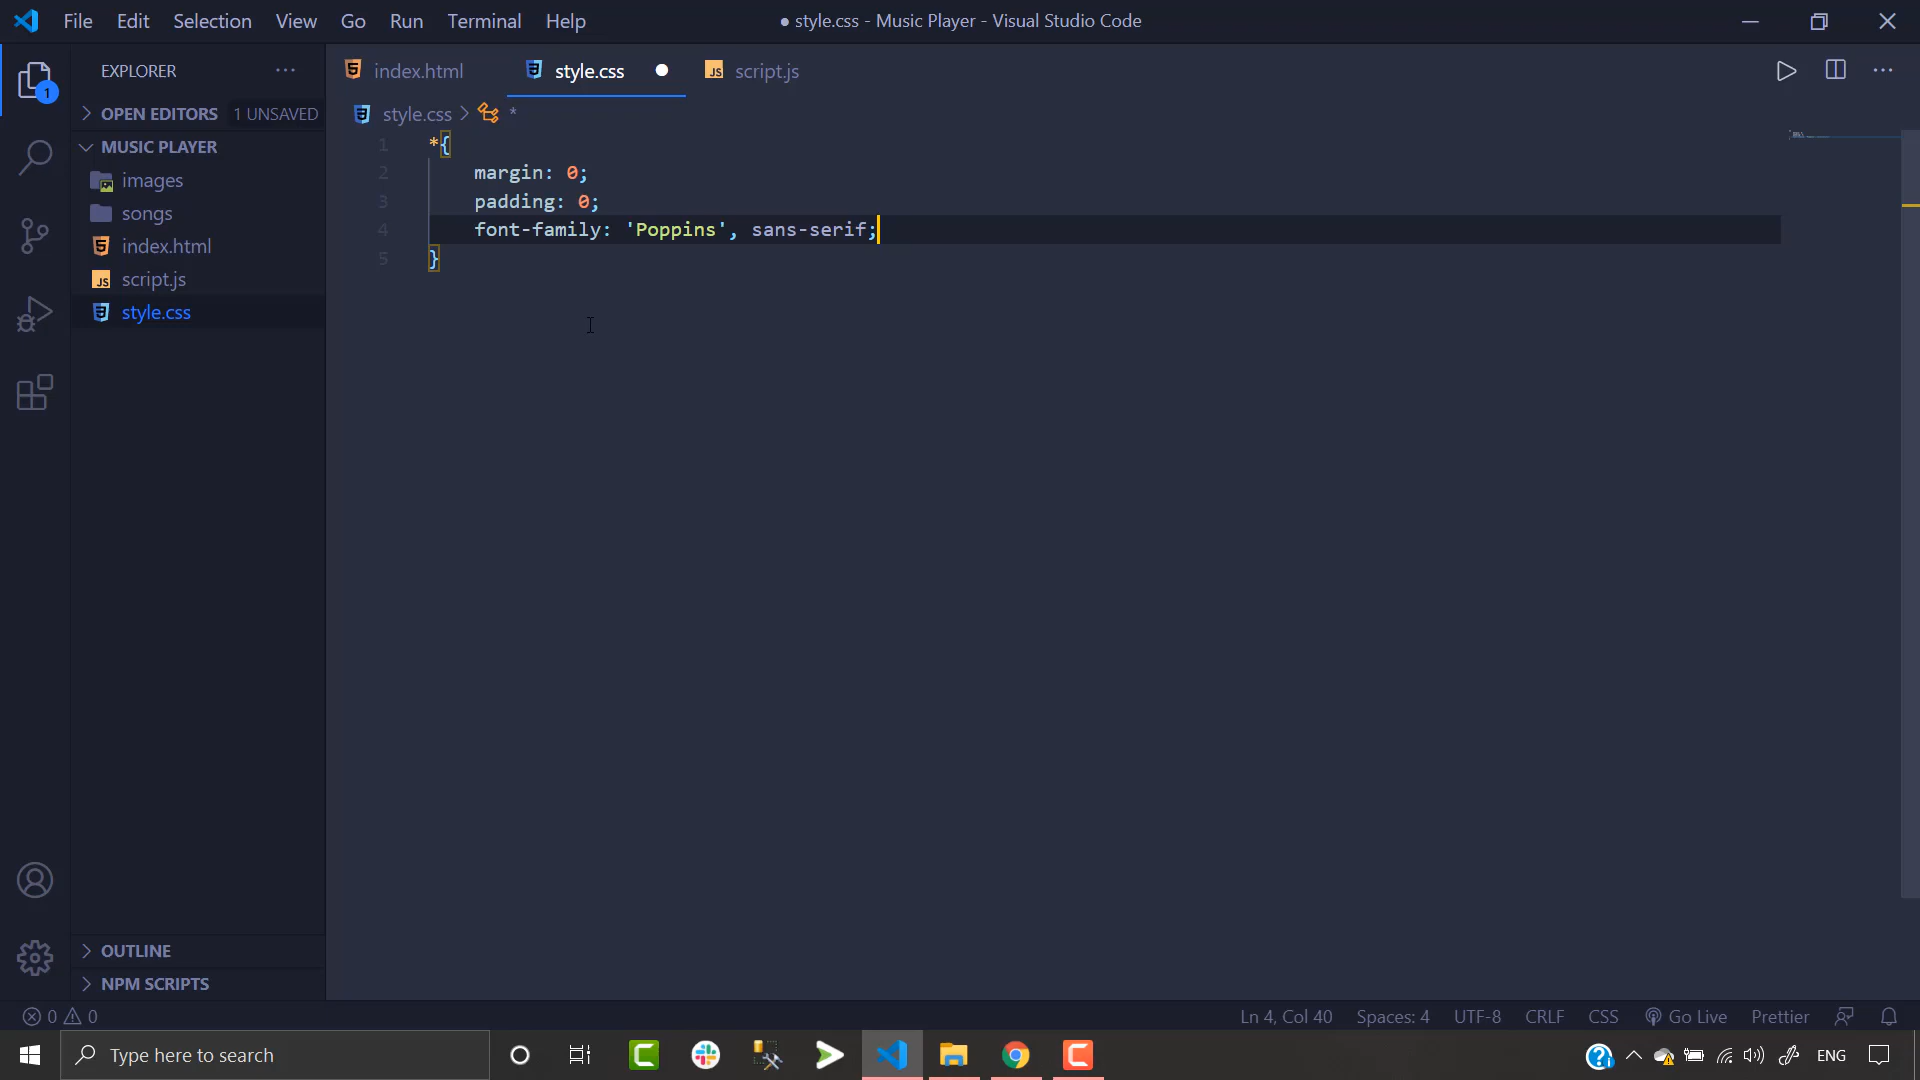 File Edit Selection View Go Run Terminal Help
● style.css - Music Player - Visual Studio Code
EXPLORER
index.html
style.css
script.js
1
OPEN EDITORS 1 UNSAVED
style.css > *
MUSIC PLAYER
images
songs
index.html
script.js
style.css
1 *{
2 margin: 0;
3 padding: 0;
4 font-family: 'Poppins', sans-serif;
5 }
OUTLINE
NPM SCRIPTS
0 0
Ln 4, Col 40 Spaces: 4 UTF-8 CRLF CSS Go Live Prettier
Type here to search
ENG